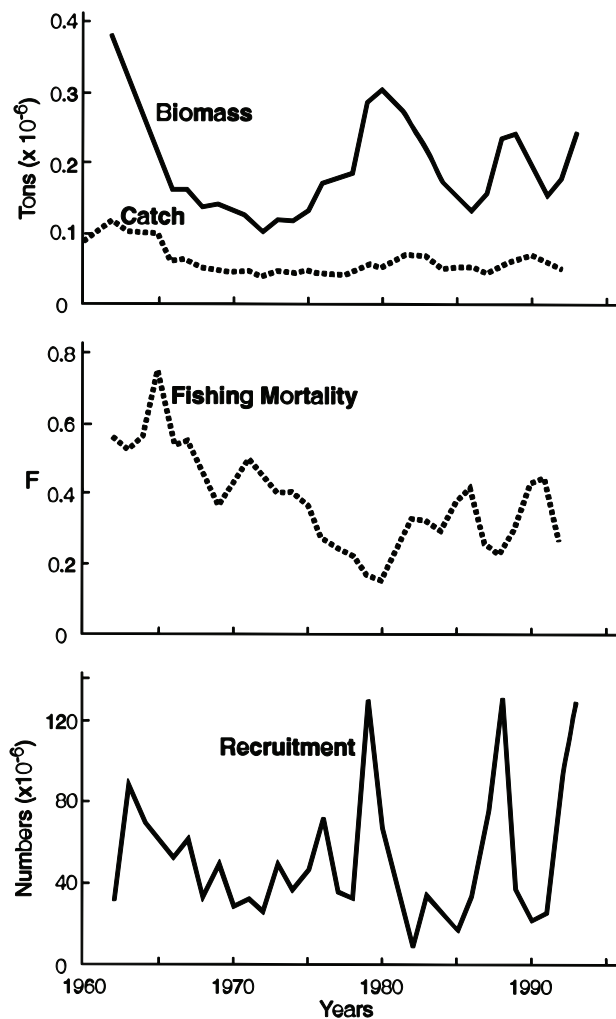 0.4
0.3
0.2
0.1
0
Tons (x 10-6)
Biomass
Catch
0.8
0.6
0.4
0.2
0
F
Fishing Mortality
120
80
40
0
Numbers (x10-6)
Recruitment
1960 1970 1980 1990
Years